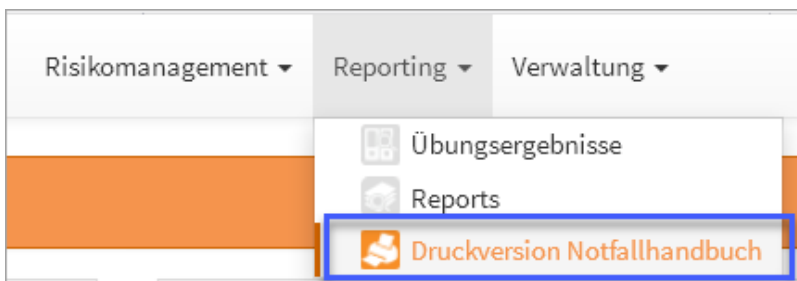 Risikomanagement Reporting Verwaltung
Übungsergebnisse
Reports
Druckversion Notfallhandbuch